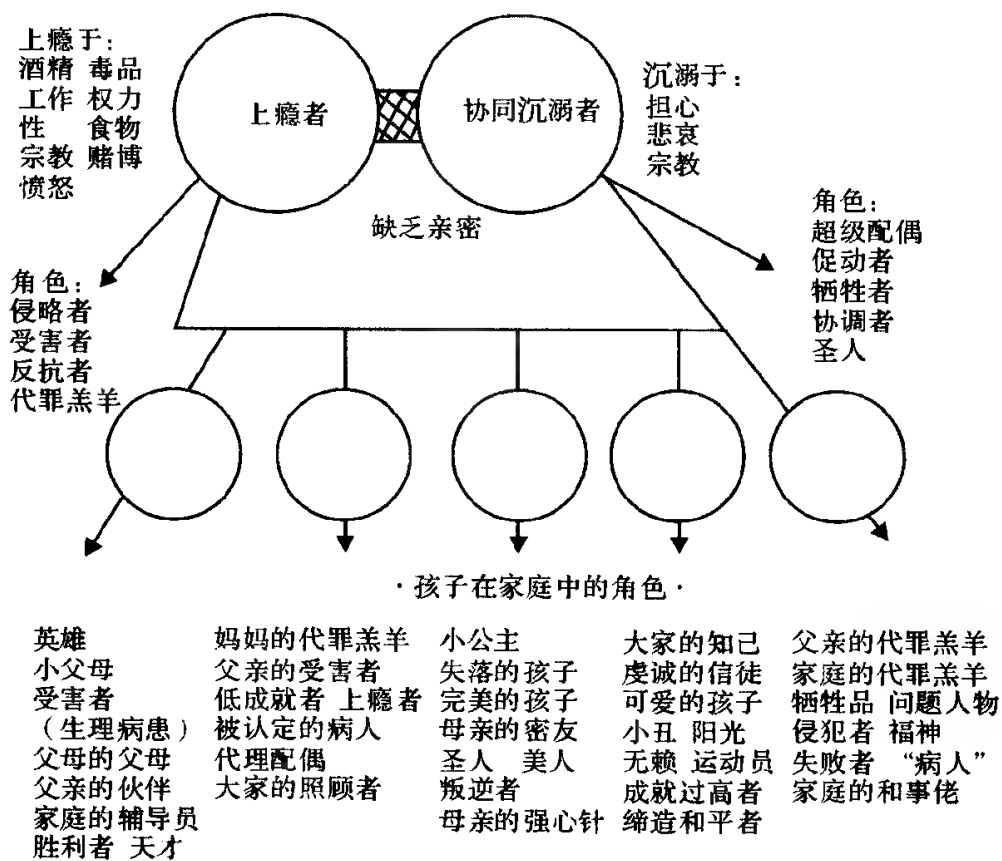 上瘾于：
酒精 毒品
工作 权力
性 食物
宗教 赌博
愤怒
上瘾者
协同沉溺者
沉溺于：
担心
悲哀
宗教
缺乏亲密
角色：
侵略者
受害者
反抗者
代罪羔羊
角色：
超级配偶
促动者
牺牲者
协调者
圣人
·孩子在家庭中的角色·
英雄
小父母
受害者
（生理病患）
父母的父母
父亲的伙伴
家庭的辅导员
胜利者 天才
妈妈的代罪羔羊
父亲的受害者
低成就者 上瘾者
被认定的病人
代理配偶
大家的照顾者
小公主
失落的孩子
完美的孩子
母亲的密友
圣人 美人
叛逆者
母亲的强心针
大家的知己
虔诚的信徒
可爱的孩子
小丑 阳光
无赖 运动员
成就过高者
缔造和平者
父亲的代罪羔羊
家庭的代罪羔羊
牺牲品 问题人物
侵犯者 福神
失败者 “病人”
家庭的和事佬